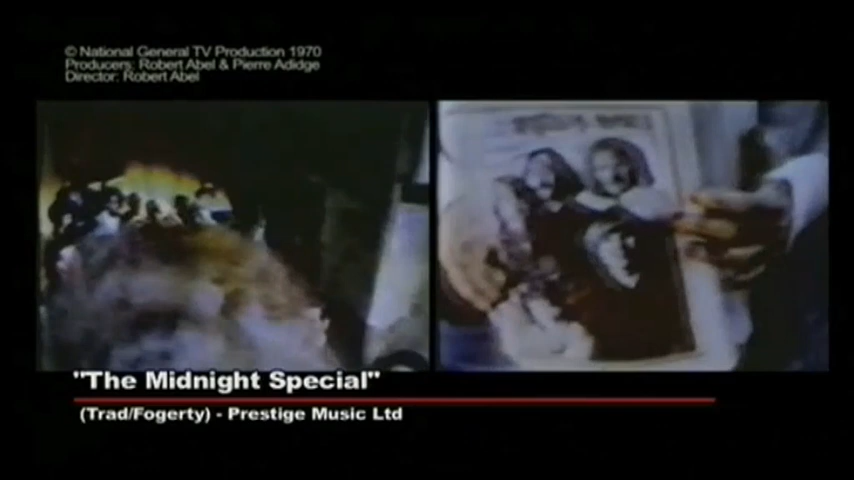 © National General TV Production 1970
Producers: Robert Abel & Pierre Adidge
Director: Robert Abel
"The Midnight Special"
(Trad/Fogerty) - Prestige Music Ltd